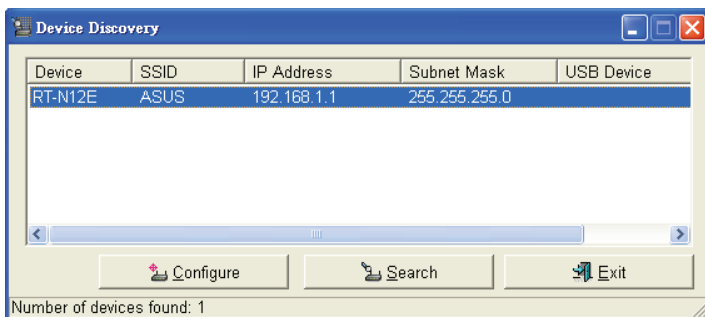 Device Discovery
Device SSID IP Address Subnet Mask USB Device
RT-N12E ASUS 192.168.1.1 255.255.255.0
Configure Search Exit
Number of devices found: 1